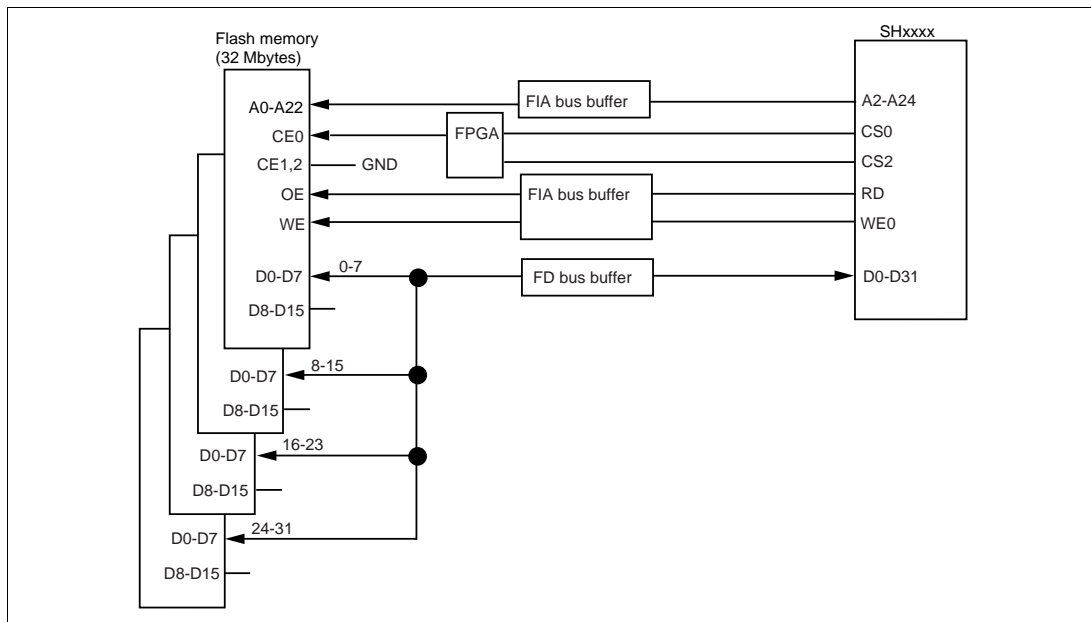 Flash memory
(32 Mbytes)
SHxxxx
A0-A22
FIA bus buffer
A2-A24
CE0
FPGA
CS0
CE1,2
GND
CS2
OE
FIA bus buffer
RD
WE
WE0
D0-D7
0-7
FD bus buffer
D0-D31
D8-D15
D0-D7
8-15
D8-D15
D0-D7
16-23
D8-D15
D0-D7
24-31
D8-D15